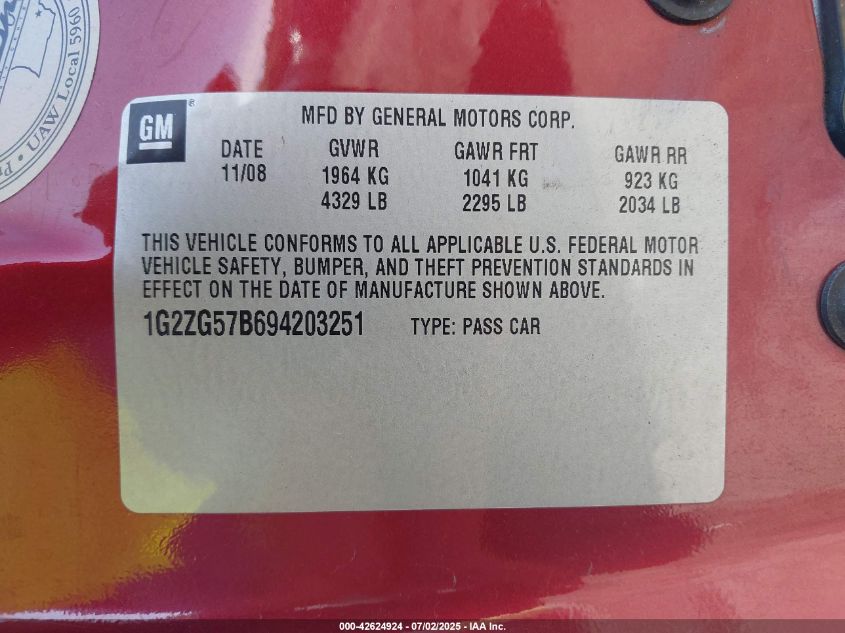 UAW Local 5960
GM
®
MFD BY GENERAL MOTORS CORP.
DATE GVWR GAWR FRT GAWR RR
11/08 1964 KG 1041 KG 923 KG
4329 LB 2295 LB 2034 LB
THIS VEHICLE CONFORMS TO ALL APPLICABLE U.S. FEDERAL MOTOR
VEHICLE SAFETY, BUMPER, AND THEFT PREVENTION STANDARDS IN
EFFECT ON THE DATE OF MANUFACTURE SHOWN ABOVE.
1G2ZG57B694203251 TYPE: PASS CAR
000-42624924 - 07/02/2025 - IAA Inc.